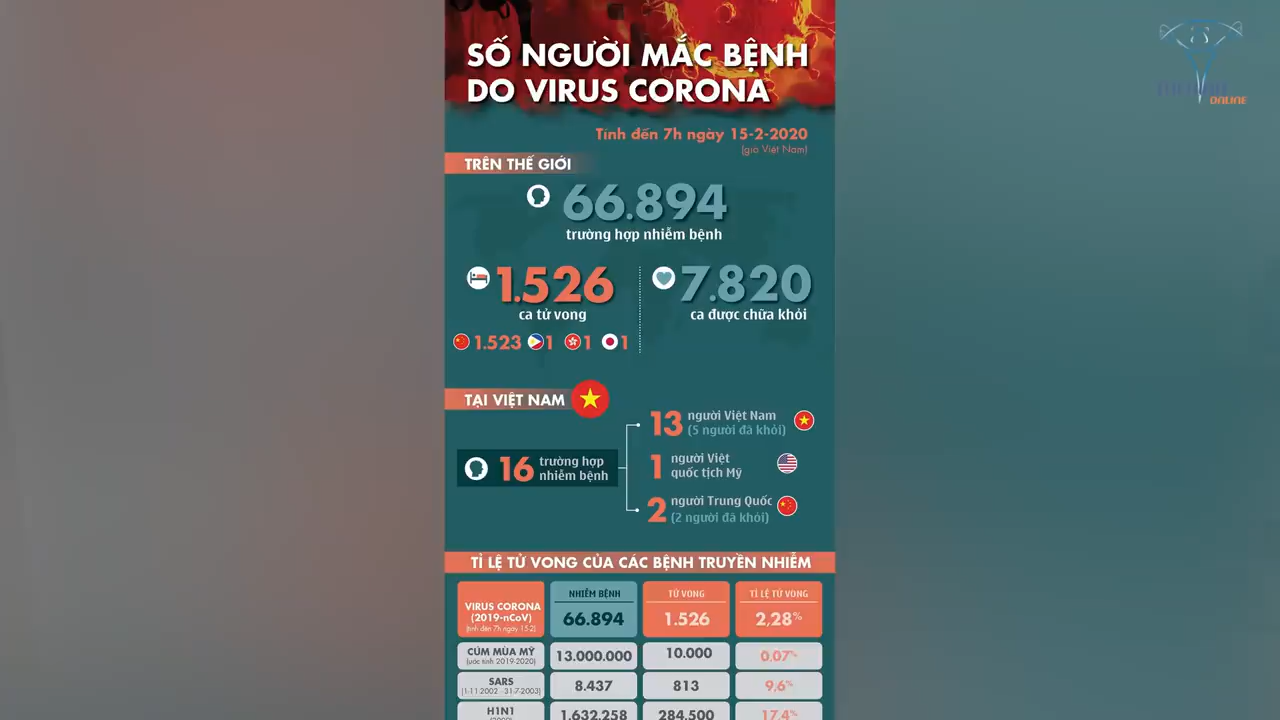 SỐ NGƯỜI MẮC BỆNH
DO VIRUS CORONA
Tính đến 7h ngày 15-2-2020
(giờ Việt Nam)
TRÊN THẾ GIỚI
66.894
trường hợp nhiễm bệnh
1.526
ca tử vong
7.820
ca được chữa khỏi
1.523 1 1 1
TẠI VIỆT NAM
16 trường hợp
nhiễm bệnh
13 người Việt Nam
(5 người đã khỏi)
1 người Việt
quốc tịch Mỹ
2 người Trung Quốc
(2 người đã khỏi)
TỈ LỆ TỬ VONG CỦA CÁC BỆNH TRUYỀN NHIỄM
NHIỄM BỆNH TỬ VONG TỈ LỆ TỬ VONG
VIRUS CORONA
(2019-nCoV)
(tính đến 7h ngày 15-2)
66.894 1.526 2,28%
CÚM MÙA MỸ
(ước tính 2019-2020)
13.000.000 10.000 0,07%
SARS
(1-11-2002 - 31-7-2003)
8.437 813 9,6%
H1N1
(2009)
1.632.258 284.500 17,4%
ONLINE